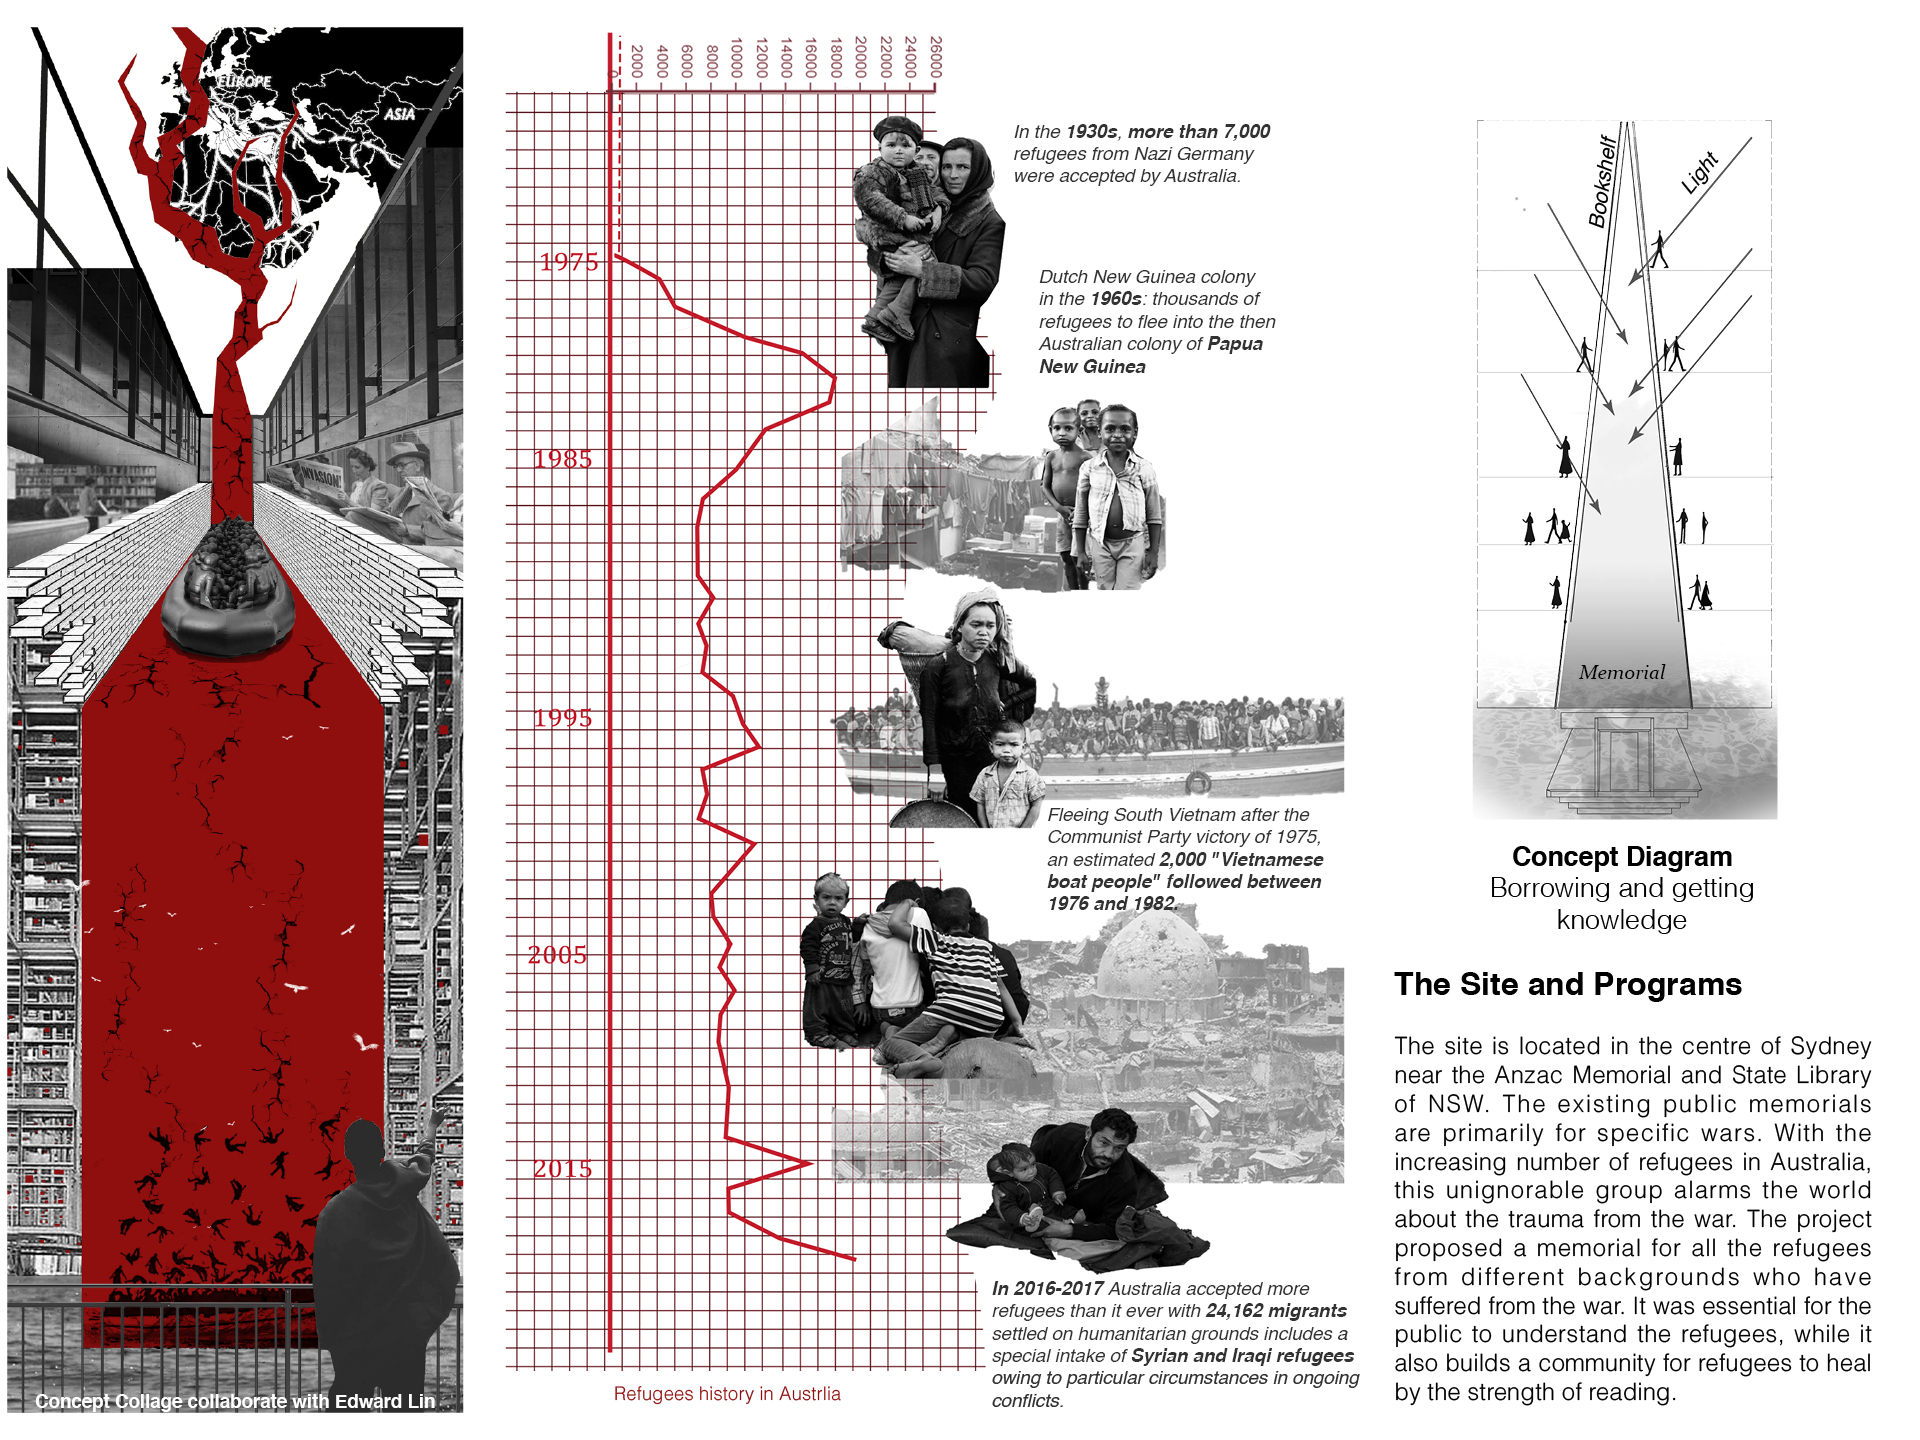 EUROPE
ASIA
INVASION!
Concept Collage collaborate with Edward Lin
0
2000
4000
6000
8000
10000
12000
14000
16000
18000
20000
22000
24000
26000
1975
1985
1995
2005
2015
Refugees history in Austrlia
In the 1930s, more than 7,000
refugees from Nazi Germany
were accepted by Australia.
Dutch New Guinea colony
in the 1960s: thousands of
refugees to flee into the then
Australian colony of Papua
New Guinea
Fleeing South Vietnam after the
Communist Party victory of 1975,
an estimated 2,000 "Vietnamese
boat people" followed between
1976 and 1982.
In 2016-2017 Australia accepted more
refugees than it ever with 24,162 migrants
settled on humanitarian grounds includes a
special intake of Syrian and Iraqi refugees
owing to particular circumstances in ongoing
conflicts.
Bookshelf
Light
Memorial
Concept Diagram
Borrowing and getting
knowledge
The Site and Programs
The site is located in the centre of Sydney
near the Anzac Memorial and State Library
of NSW. The existing public memorials
are primarily for specific wars. With the
increasing number of refugees in Australia,
this unignorable group alarms the world
about the trauma from the war. The project
proposed a memorial for all the refugees
from different backgrounds who have
suffered from the war. It was essential for the
public to understand the refugees, while it
also builds a community for refugees to heal
by the strength of reading.